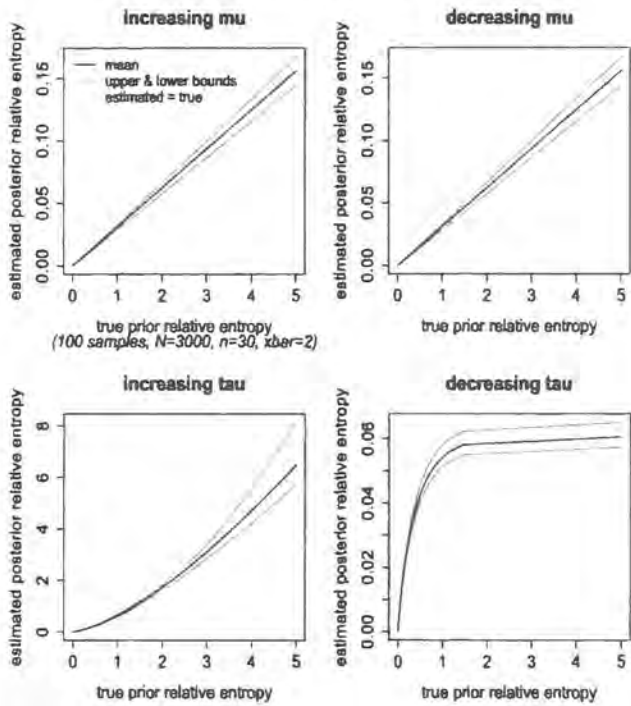 increasing mu
decreasing mu
mean
upper & lower bounds
estimated = true
estimated posterior relative entropy
0.00 0.05 0.10 0.15
0 1 2 3 4 5
true prior relative entropy
estimated posterior relative entropy
0.00 0.05 0.10 0.15
0 1 2 3 4 5
true prior relative entropy
(100 samples, N=3000, n=30, xbar=2)
increasing tau
decreasing tau
estimated posterior relative entropy
0 2 4 6 8
0 1 2 3 4 5
true prior relative entropy
estimated posterior relative entropy
0.00 0.02 0.04 0.06
0 1 2 3 4 5
true prior relative entropy